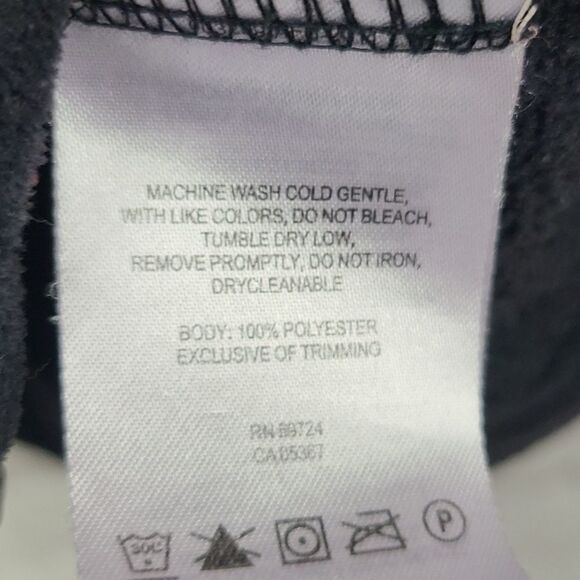 MACHINE WASH COLD GENTLE,
WITH LIKE COLORS, DO NOT BLEACH,
TUMBLE DRY LOW,
REMOVE PROMPTLY, DO NOT IRON,
DRYCLEANABLE
BODY: 100% POLYESTER
EXCLUSIVE OF TRIMMING
RN
CA 05367
30C
P